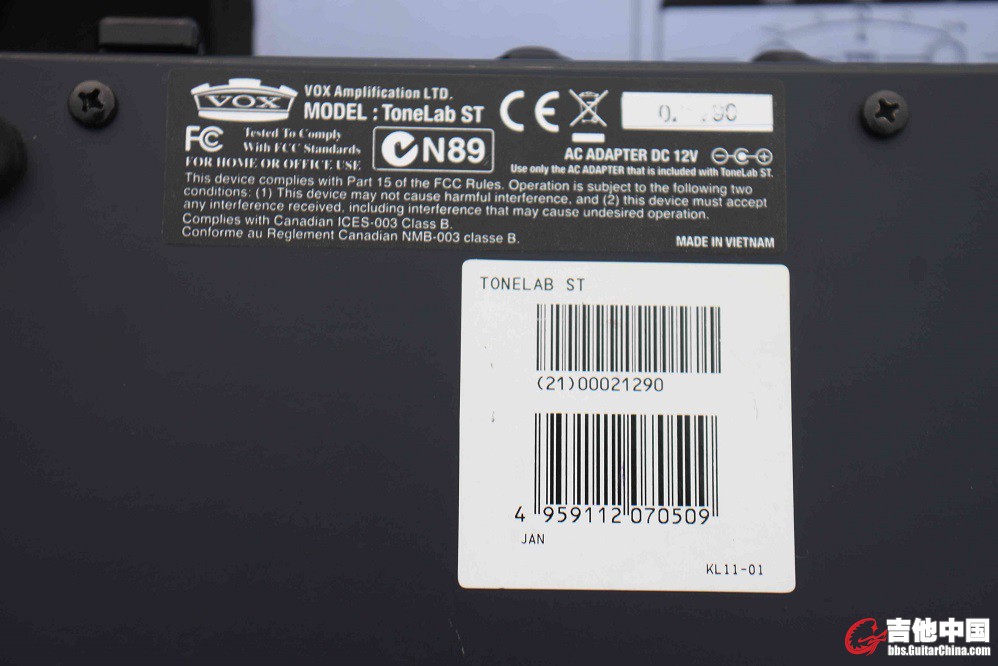 VOX
VOX Amplification LTD.
MODEL : ToneLab ST
CE
FC
Tested To Comply
With FCC Standards
FOR HOME OR OFFICE USE
N89
AC ADAPTER DC 12V
Use only the AC ADAPTER that is included with ToneLab ST.
This device complies with Part 15 of the FCC Rules. Operation is subject to the following two
conditions: (1) This device may not cause harmful interference, and (2) this device must accept
any interference received, including interference that may cause undesired operation.
Complies with Canadian ICES-003 Class B.
Conforme au Reglement Canadian NMB-003 classe B.
MADE IN VIETNAM
TONELAB ST
(21)00021290
4 959112 070509
JAN
KL11-01
吉他中国
bbs.GuitarChina.com